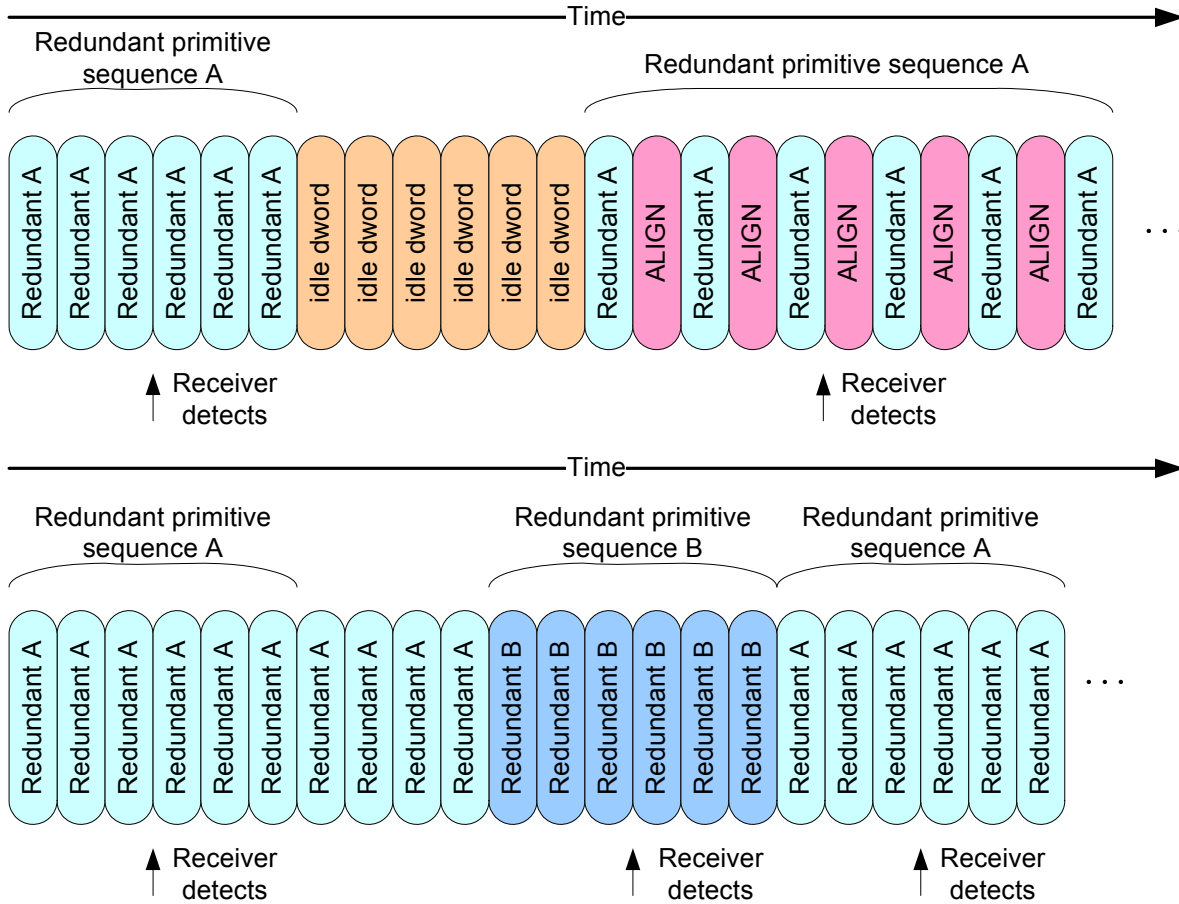 Time
Redundant primitive
sequence A
Redundant primitive sequence A
Redundant A
Redundant A
Redundant A
Redundant A
Redundant A
Redundant A
idle dword
idle dword
idle dword
idle dword
idle dword
idle dword
Redundant A
ALIGN
Redundant A
ALIGN
Redundant A
ALIGN
Redundant A
ALIGN
Redundant A
ALIGN
Redundant A
. . .
Receiver
detects
Receiver
detects
Time
Redundant primitive
sequence A
Redundant primitive
sequence B
Redundant primitive
sequence A
Redundant A
Redundant A
Redundant A
Redundant A
Redundant A
Redundant A
Redundant A
Redundant A
Redundant A
Redundant A
Redundant B
Redundant B
Redundant B
Redundant B
Redundant B
Redundant B
Redundant A
Redundant A
Redundant A
Redundant A
Redundant A
Redundant A
. . .
Receiver
detects
Receiver
detects
Receiver
detects